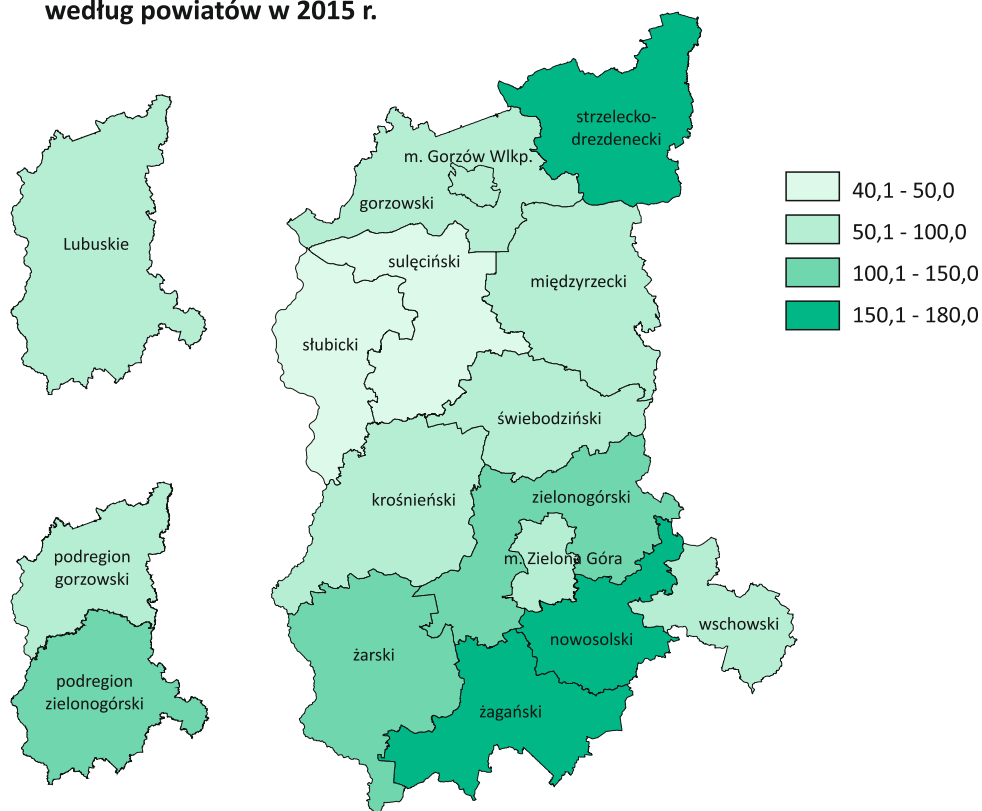 według powiatów w 2015 r.
strzelecko-
drezdenecki
m. Gorzów Wlkp.
gorzowski
40,1 - 50,0
50,1 - 100,0
100,1 - 150,0
150,1 - 180,0
Lubuskie
sulęciński
międzyrzecki
słubicki
świebodziński
krośnieński
zielonogórski
podregion
gorzowski
m. Zielona Góra
wschowski
nowosolski
żarski
podregion
zielonogórski
żagański